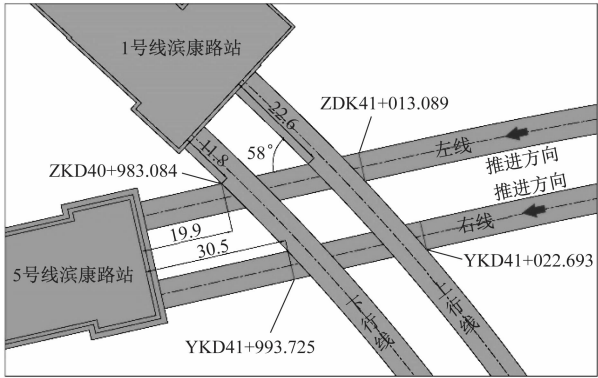 1号线滨康路站
22.6
ZDK41+013.089
11.8
58°
左线
推进方向
ZKD40+983.084
推进方向
19.9
右线
30.5
5号线滨康路站
YKD41+022.693
下行线
上行线
YKD41+993.725